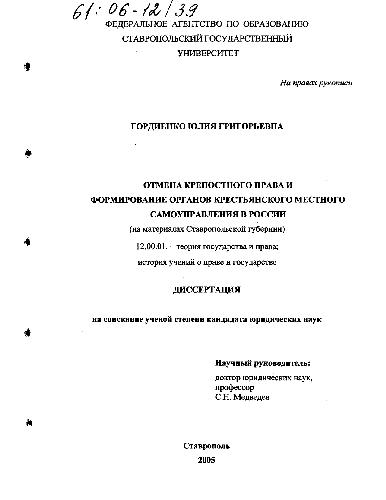 61:06-12/39
ФЕДЕРАЛЬНОЕ АГЕНТСТВО ПО ОБРАЗОВАНИЮ
СТАВРОПОЛЬСКИЙ ГОСУДАРСТВЕННЫЙ
УНИВЕРСИТЕТ
На правах рукописи
ГОРДИЕНКО ЮЛИЯ ГРИГОРЬЕВНА
ОТМЕНА КРЕПОСТНОГО ПРАВА И
ФОРМИРОВАНИЕ ОРГАНОВ КРЕСТЬЯНСКОГО МЕСТНОГО
САМОУПРАВЛЕНИЯ В РОССИИ
(на материалах Ставропольской губернии)
12.00.01. – теория государства и права;
история учений о праве и государстве
ДИССЕРТАЦИЯ
на соискание ученой степени кандидата юридических наук
Научный руководитель:
доктор юридических наук,
профессор
С.Н. Медведев
Ставрополь
2005